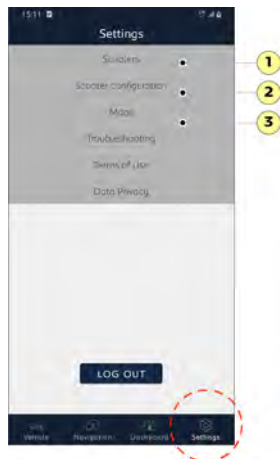 15:11
Settings
Scooters
1
Scooter configuration
2
Maps
3
Troubleshooting
Terms of Use
Data Privacy
LOG OUT
Vehicle
Navigation
Dashboard
Settings